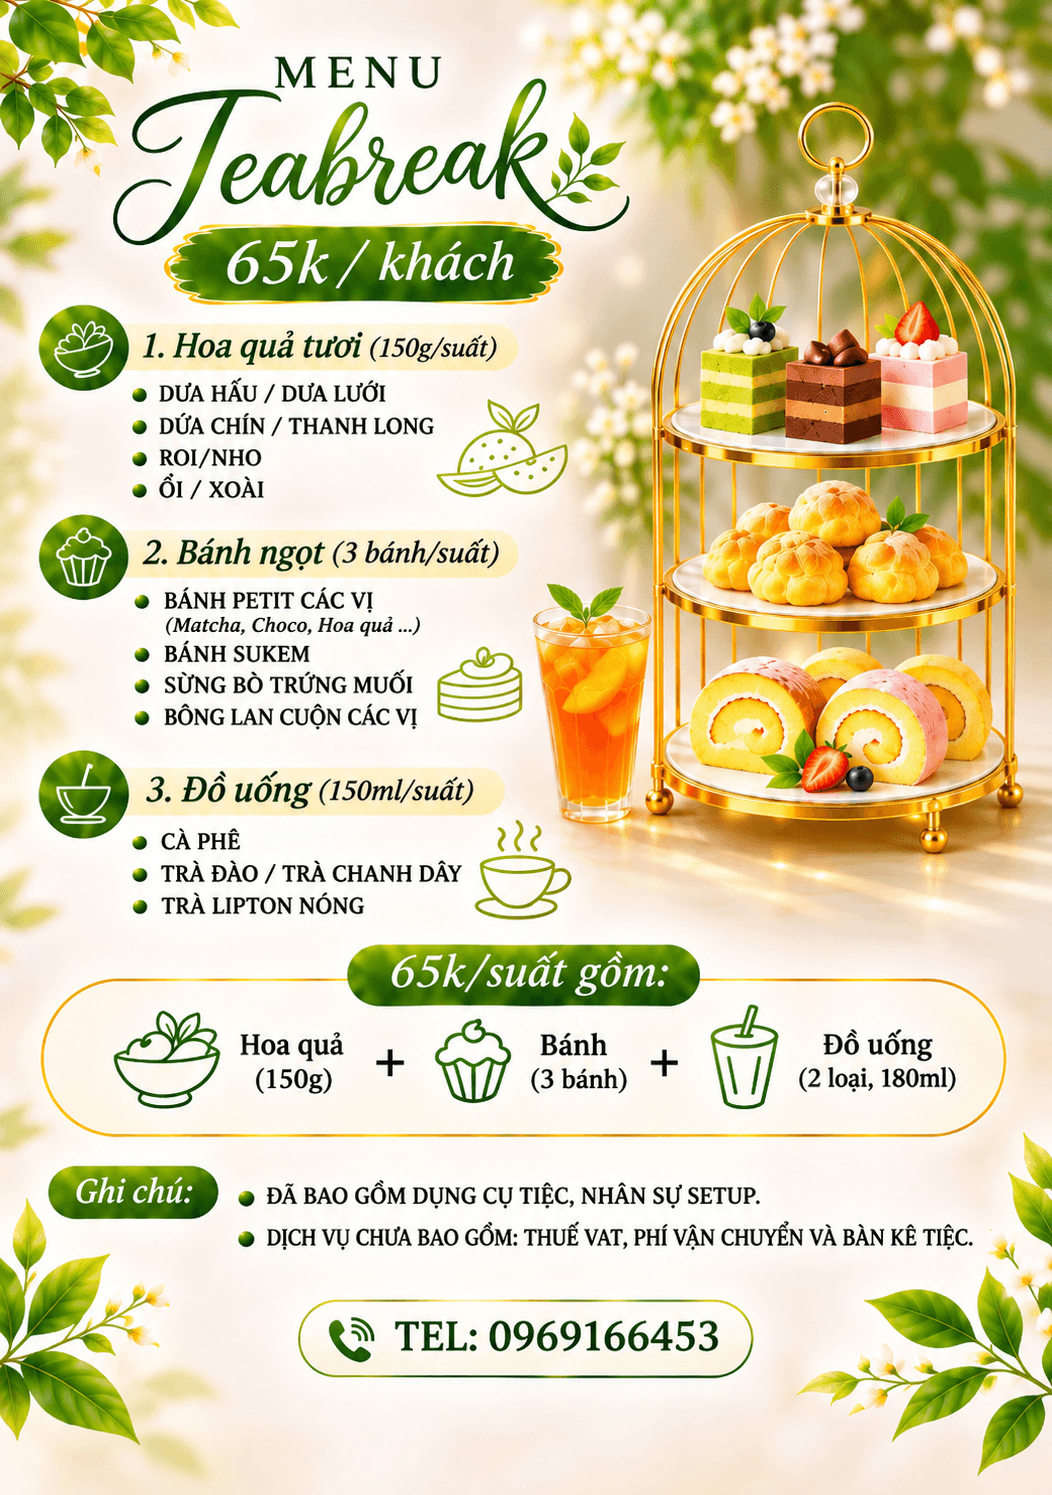 MENU
Teabreak
65k / khách
1. Hoa quả tươi (150g/suất)
DƯA HẤU / DƯA LƯỚI
DỨA CHÍN / THANH LONG
ROI/NHO
ỔI / XOÀI
2. Bánh ngọt (3 bánh/suất)
BÁNH PETIT CÁC VỊ
(Matcha, Choco, Hoa quả ...)
BÁNH SUKEM
SỪNG BÒ TRỨNG MUỐI
BÔNG LAN CUỘN CÁC VỊ
3. Đồ uống (150ml/suất)
CÀ PHÊ
TRÀ ĐÀO / TRÀ CHANH DÂY
TRÀ LIPTON NÓNG
65k/suất gồm:
Hoa quả
(150g)
+
Bánh
(3 bánh)
+
Đồ uống
(2 loại, 180ml)
Ghi chú:
ĐÃ BAO GỒM DỤNG CỤ TIỆC, NHÂN SỰ SETUP.
DỊCH VỤ CHƯA BAO GỒM: THUẾ VAT, PHÍ VẬN CHUYỂN VÀ BÀN KÊ TIỆC.
TEL: 0969166453